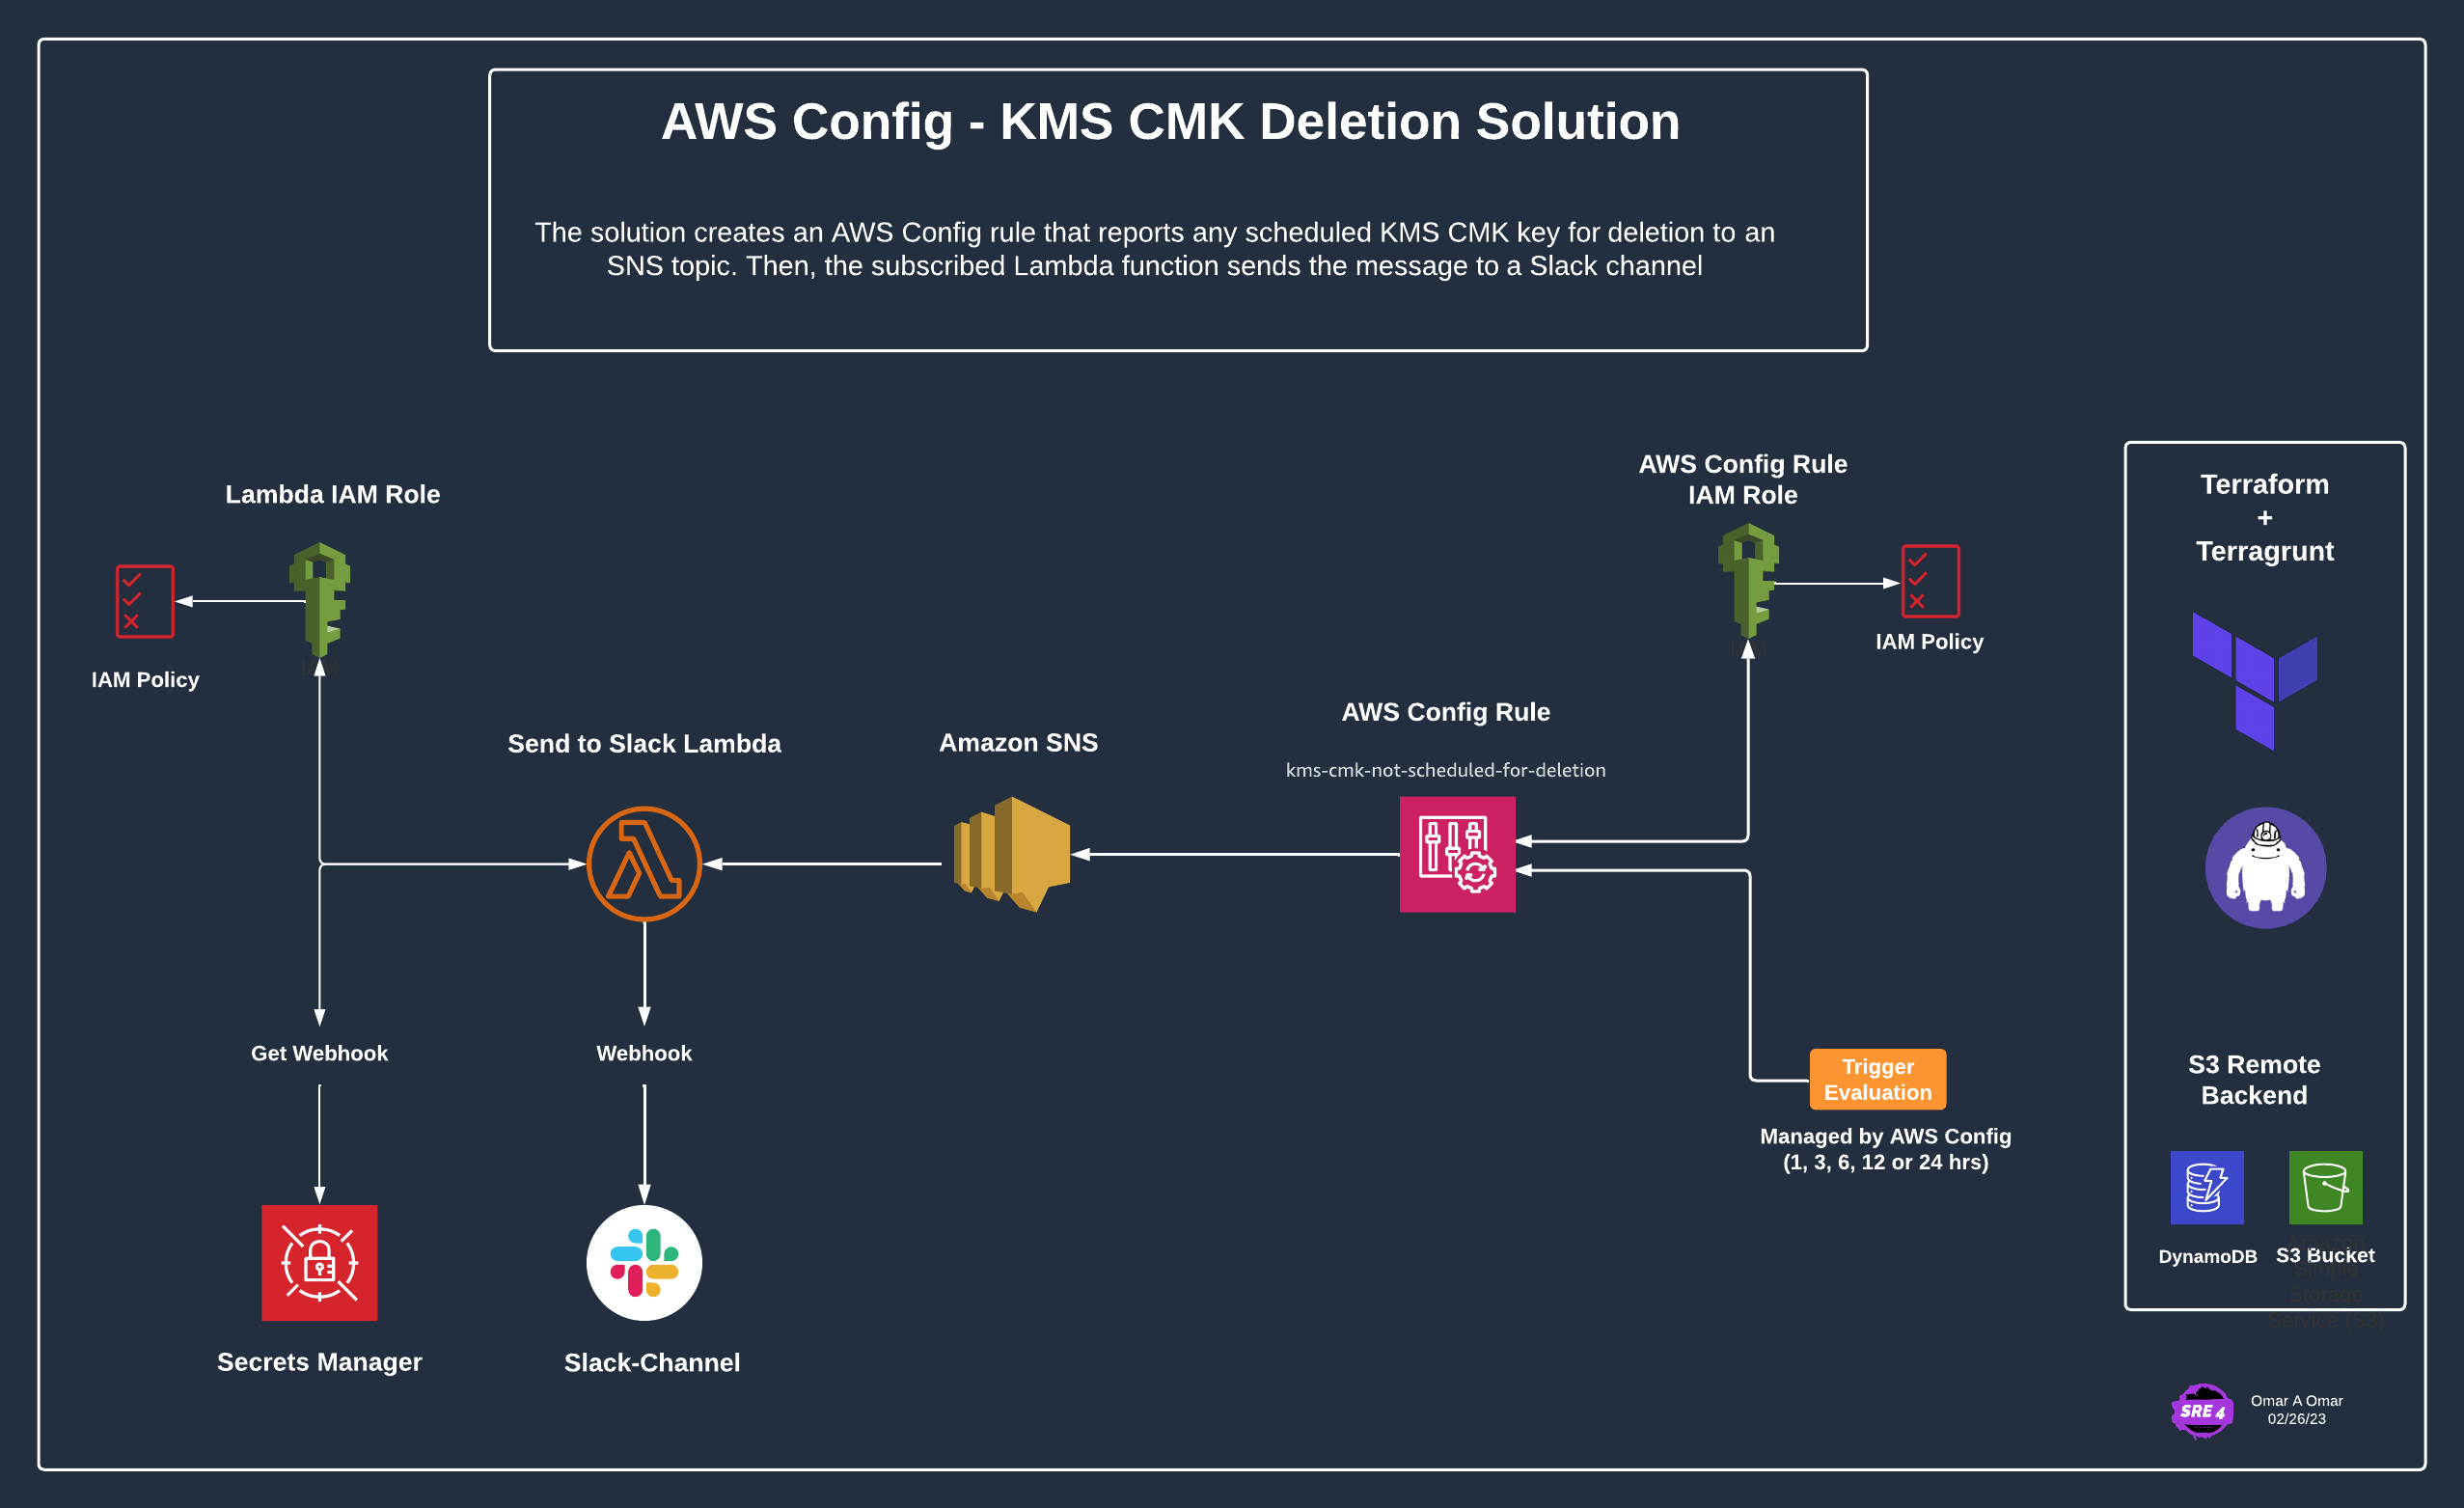 AWS Config - KMS CMK Deletion Solution
The solution creates an AWS Config rule that reports any scheduled KMS CMK key for deletion to an
SNS topic. Then, the subscribed Lambda function sends the message to a Slack channel
Lambda IAM Role
IAM Policy
AWS Config Rule
IAM Role
IAM Policy
Send to Slack Lambda
Amazon SNS
AWS Config Rule
kms-cmk-not-scheduled-for-deletion
Get Webhook
Webhook
Trigger
Evaluation
Managed by AWS Config
(1, 3, 6, 12 or 24 hrs)
Secrets Manager
Slack-Channel
Terraform
+
Terragrunt
S3 Remote
Backend
DynamoDB
S3 Bucket
Amazon
Simple
Storage
Service (S3)
SRE 4
Omar A Omar
02/26/23